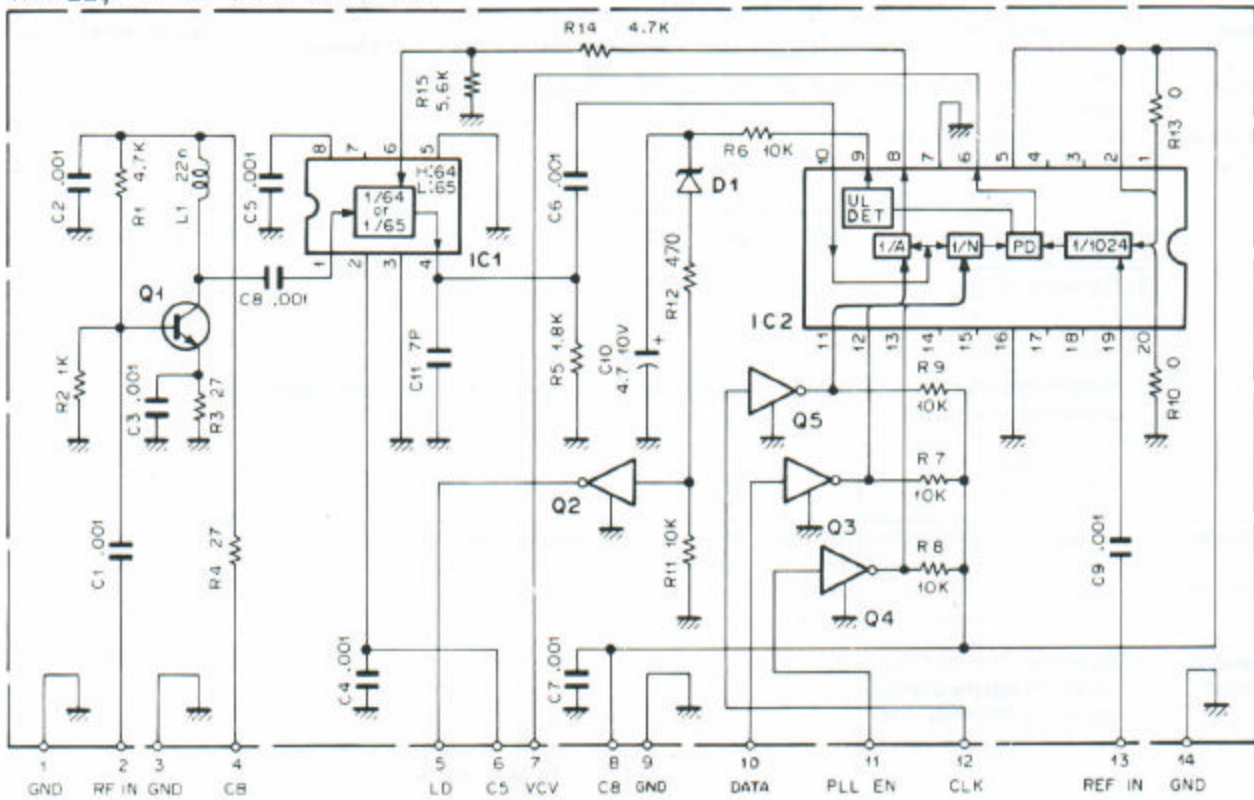 R14 4.7K
R15 5.6K
C2 .001
R1 4.7K
L1 22n
C5 .001
8 7 6 5
H:64
L:65
1/64
or
1/65
IC1
1 2 3 4
C6 .001
R6 10K
D1
10 9 8 7 6 5 4 3 2 1
R13 0
UL
DET
1/A
1/N
PD
1/1024
IC2
11 12 13 14 15 16 17 18 19 20
Q1
C8 .001
R12 470
R2 1K
C3 .001
R3 27
C11 7P
R5 1.8K
C10
4.7 10V
+
R9
10K
Q5
R10 0
R7
10K
Q2
Q3
C1 .001
R4 27
R11 10K
R8
10K
Q4
C9 .001
C4 .001
C7 .001
1 2 3 4 5 6 7 8 9 10 11 12 13 14
GND RF IN GND C8 LD C5 VCV C8 GND DATA PLL EN CLK REF IN GND